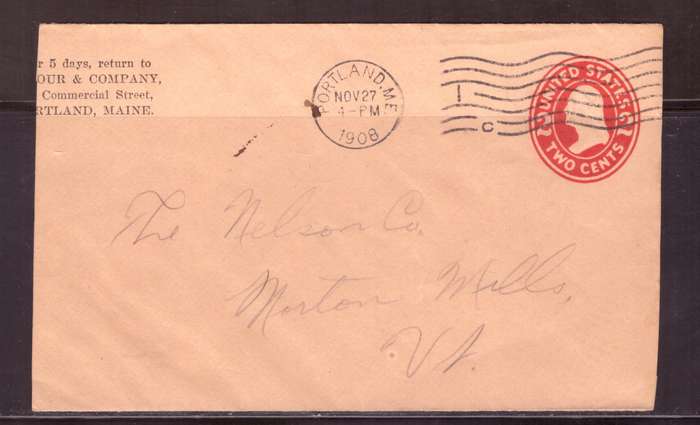 r 5 days, return to
OUR & COMPANY,
Commercial Street,
RTLAND, MAINE.
PORTLAND, ME.
NOV 27
4-PM
1908
C
UNITED STATES
TWO CENTS
The Nelson Co.
Morton Mills,
Vt.